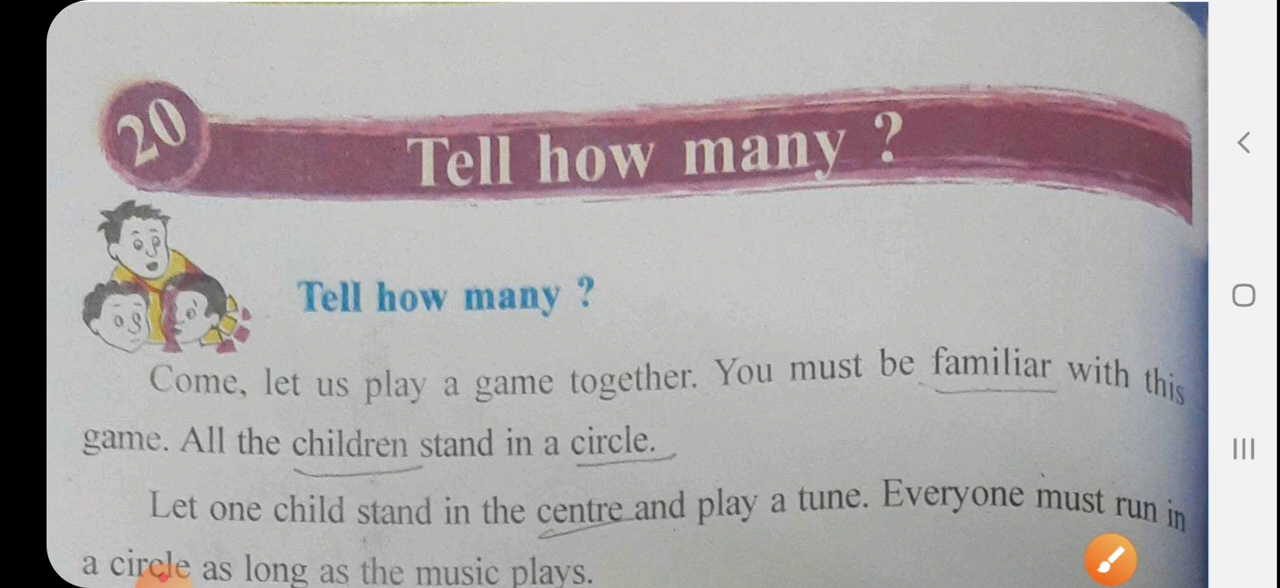 20
Tell how many ?
Tell how many ?
Come, let us play a game together. You must be familiar with this
game. All the children stand in a circle.
Let one child stand in the centre and play a tune. Everyone must run in
a circle as long as the music plays.